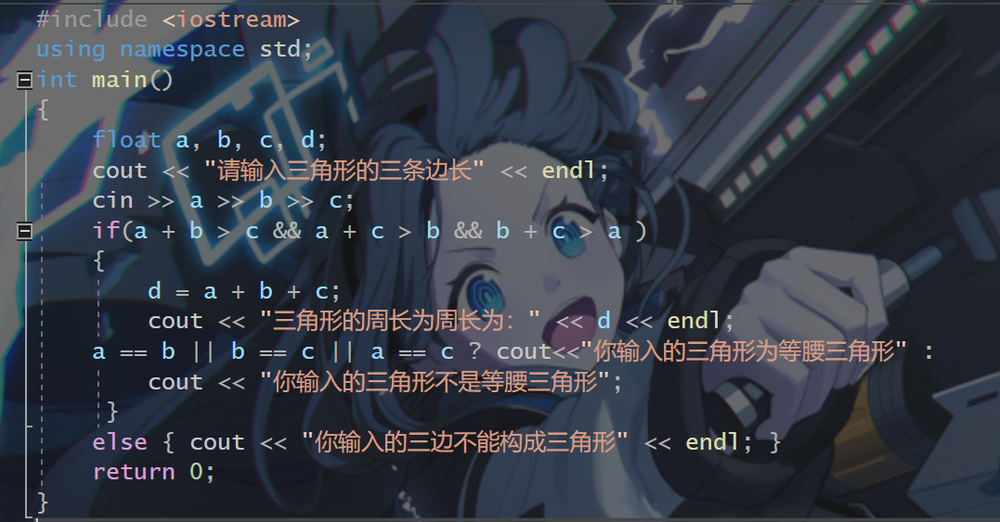 #include <iostream>
using namespace std;
int main()
{
float a, b, c, d;
cout << "请输入三角形的三条边长" << endl;
cin >> a >> b >> c;
if(a + b > c && a + c > b && b + c > a )
{
d = a + b + c;
cout << "三角形的周长为周长为：" << d << endl;
a == b || b == c || a == c ? cout<<"你输入的三角形为等腰三角形" :
cout << "你输入的三角形不是等腰三角形";
}
else { cout << "你输入的三边不能构成三角形" << endl; }
return 0;
}